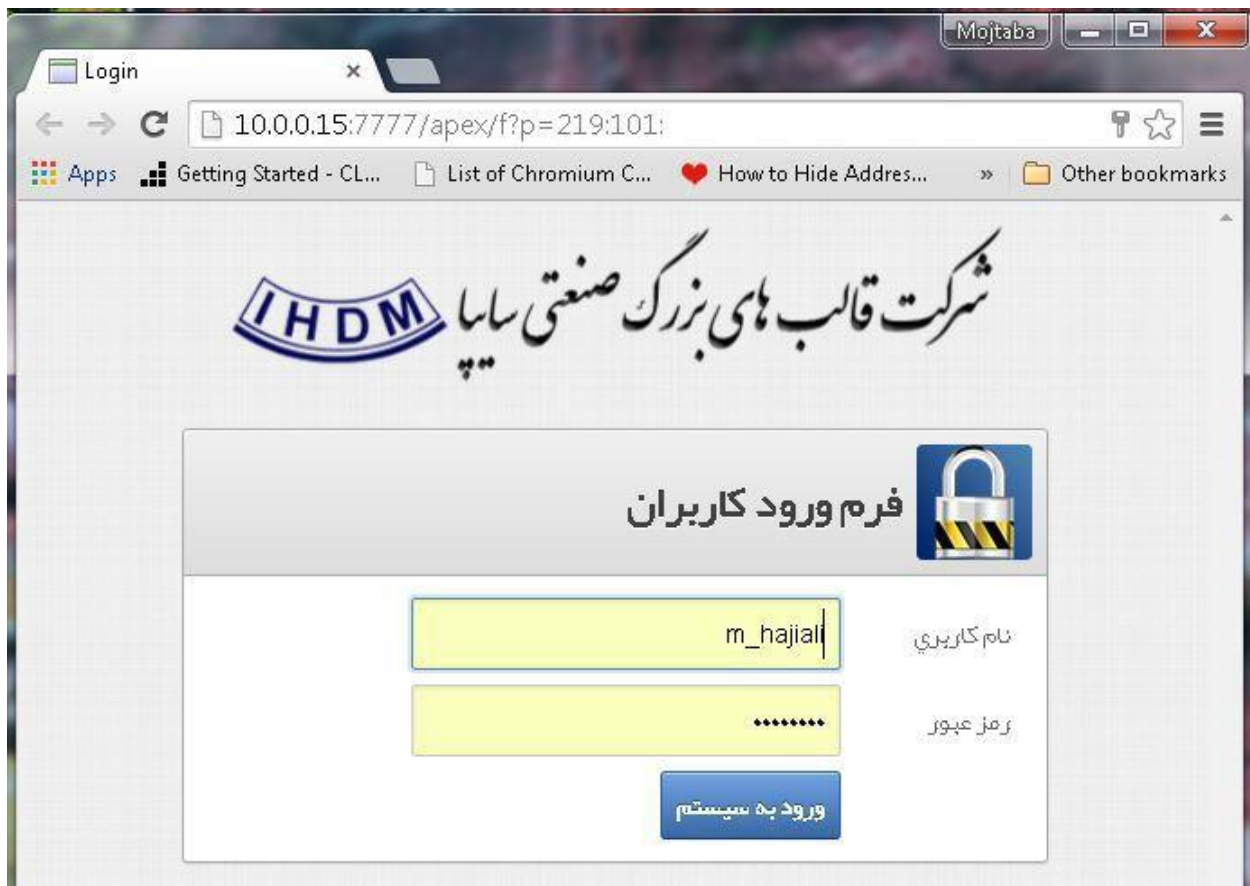 Mojtaba
Login
10.0.0.15:7777/apex/f?p=219:101:
Apps Getting Started - CL... List of Chromium C... How to Hide Addres... » Other bookmarks
شرکت قالب های بزرگ صنعتی سایپا IHDM
فرم ورود کاربران
نام کاربري m_hajiali
رمز عبور ••••••••
ورود به سیستم